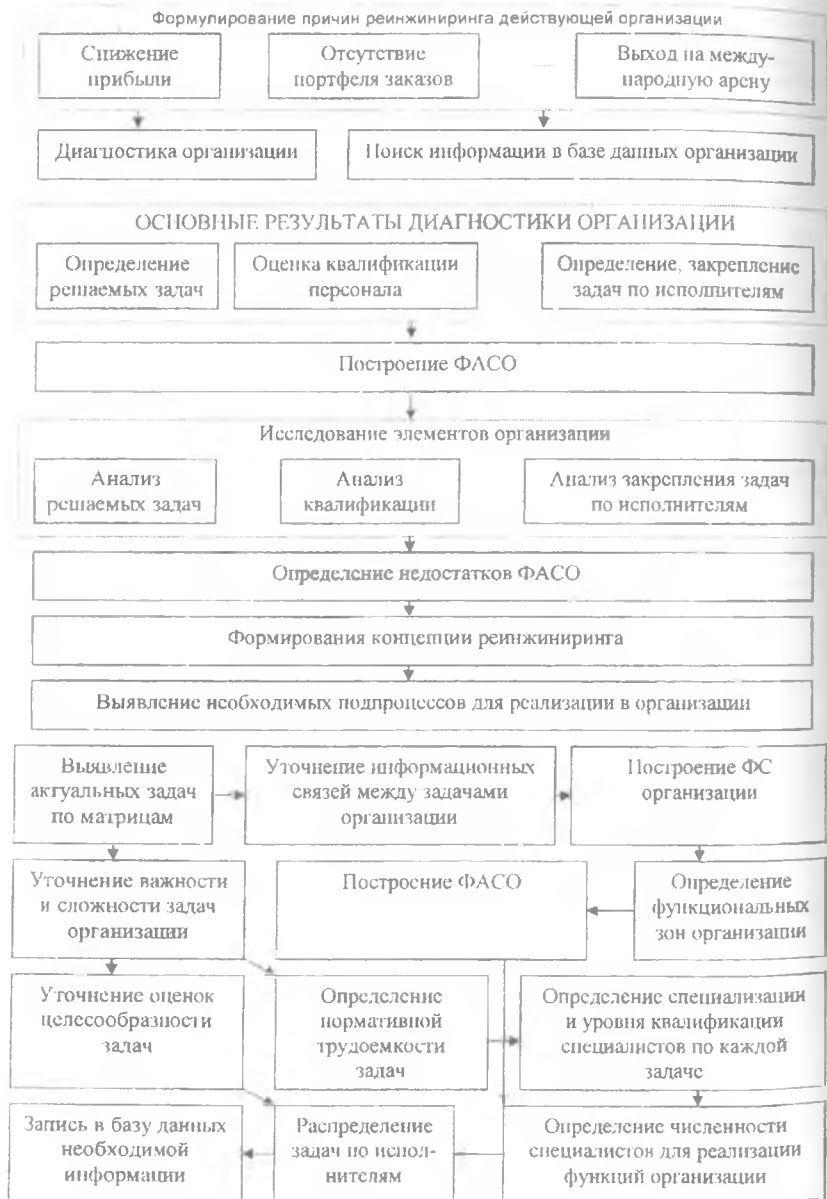 Формулирование причин реинжиниринга действующей организации
Снижение
прибыли
Отсутствие
портфеля заказов
Выход на между-
народную арену
Диагностика организации
Поиск информации в базе данных организации
ОСНОВНЫЕ РЕЗУЛЬТАТЫ ДИАГНОСТИКИ ОРГАНИЗАЦИИ
Определение
решаемых задач
Оценка квалификации
персонала
Определение, закрепление
задач по исполнителям
Построение ФАСО
Исследование элементов организации
Анализ
решаемых задач
Анализ
квалификации
Анализ закрепления задач
по исполнителям
Определение недостатков ФАСО
Формирования концепции реинжиниринга
Выявление необходимых подпроцессов для реализации в организации
Выявление
актуальных задач
по матрицам
Уточнение информационных
связей между задачами
организации
Построение ФС
организации
Уточнение важности
и сложности задач
организации
Построение ФАСО
Определение
функциональных
зон организации
Уточнение оценок
целесообразности
задач
Определение
нормативной
трудоемкости
задач
Определение специализации
и уровня квалификации
специалистов по каждой
задаче
Запись в базу данных
необходимой
информации
Распределение
задач по испол-
нителям
Определение численности
специалистов для реализации
функций организации